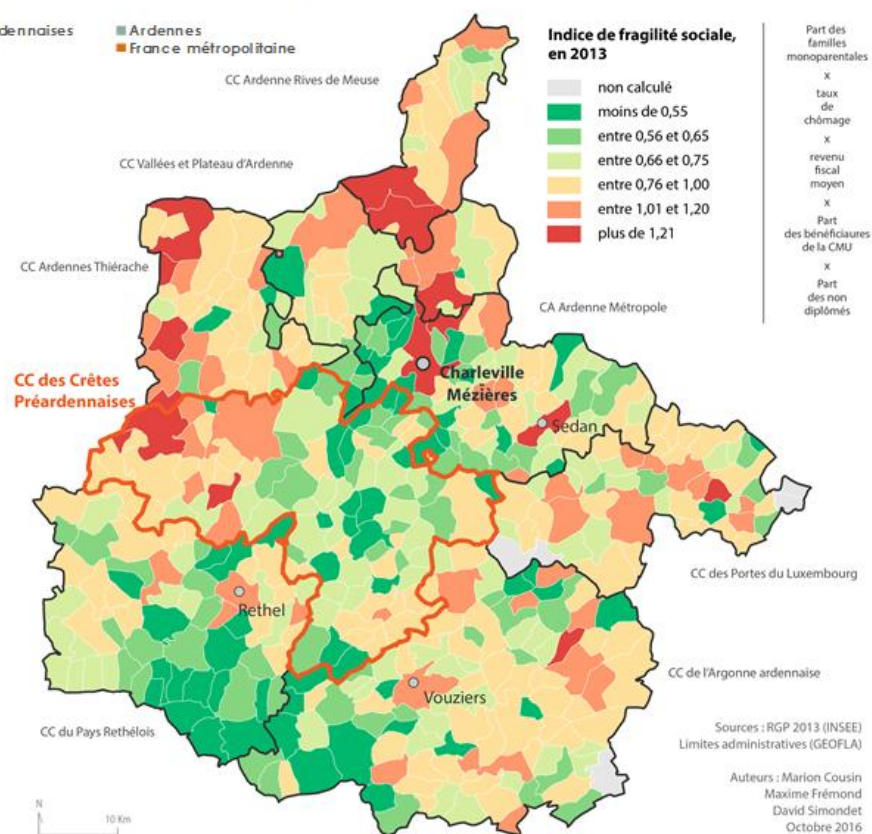 dennaises
Ardennes
France métropolitaine
CC Ardenne Rives de Meuse
CC Vallées et Plateau d'Ardenne
CC Ardennes Thiérache
CC des Crêtes
Préardennaises
Indice de fragilité sociale,
en 2013
non calculé
moins de 0,55
entre 0,56 et 0,65
entre 0,66 et 0,75
entre 0,76 et 1,00
entre 1,01 et 1,20
plus de 1,21
Part des
familles
monoparentales
x
taux
de
chômage
x
revenu
fiscal
moyen
x
Part
des bénéficiaures
de la CMU
x
Part
des non
diplômés
CA Ardenne Métropole
Charleville
Mézières
Sedan
CC des Portes du Luxembourg
Rethel
Vouziers
CC de l'Argonne ardennaise
CC du Pays Rethélois
Sources : RGP 2013 (INSEE)
Limites administratives (GEOFLA)
Auteurs : Marion Cousin
Maxime Frémond
David Simondet
Octobre 2016
N
10 Km